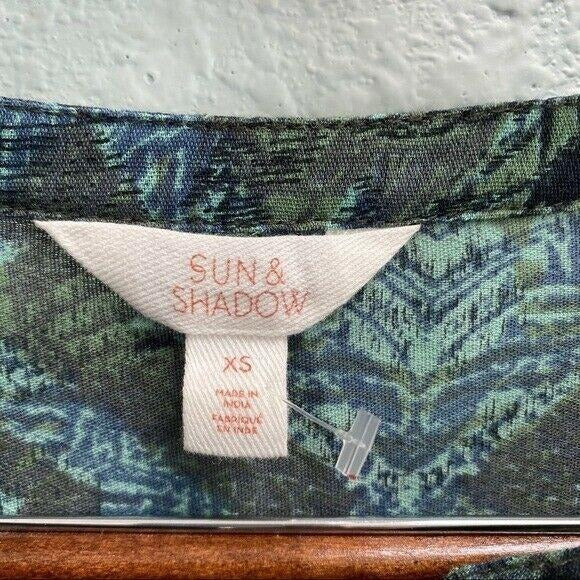 SUN &
SHADOW
XS
MADE IN
INDIA
FABRIQUÉ
EN INDE